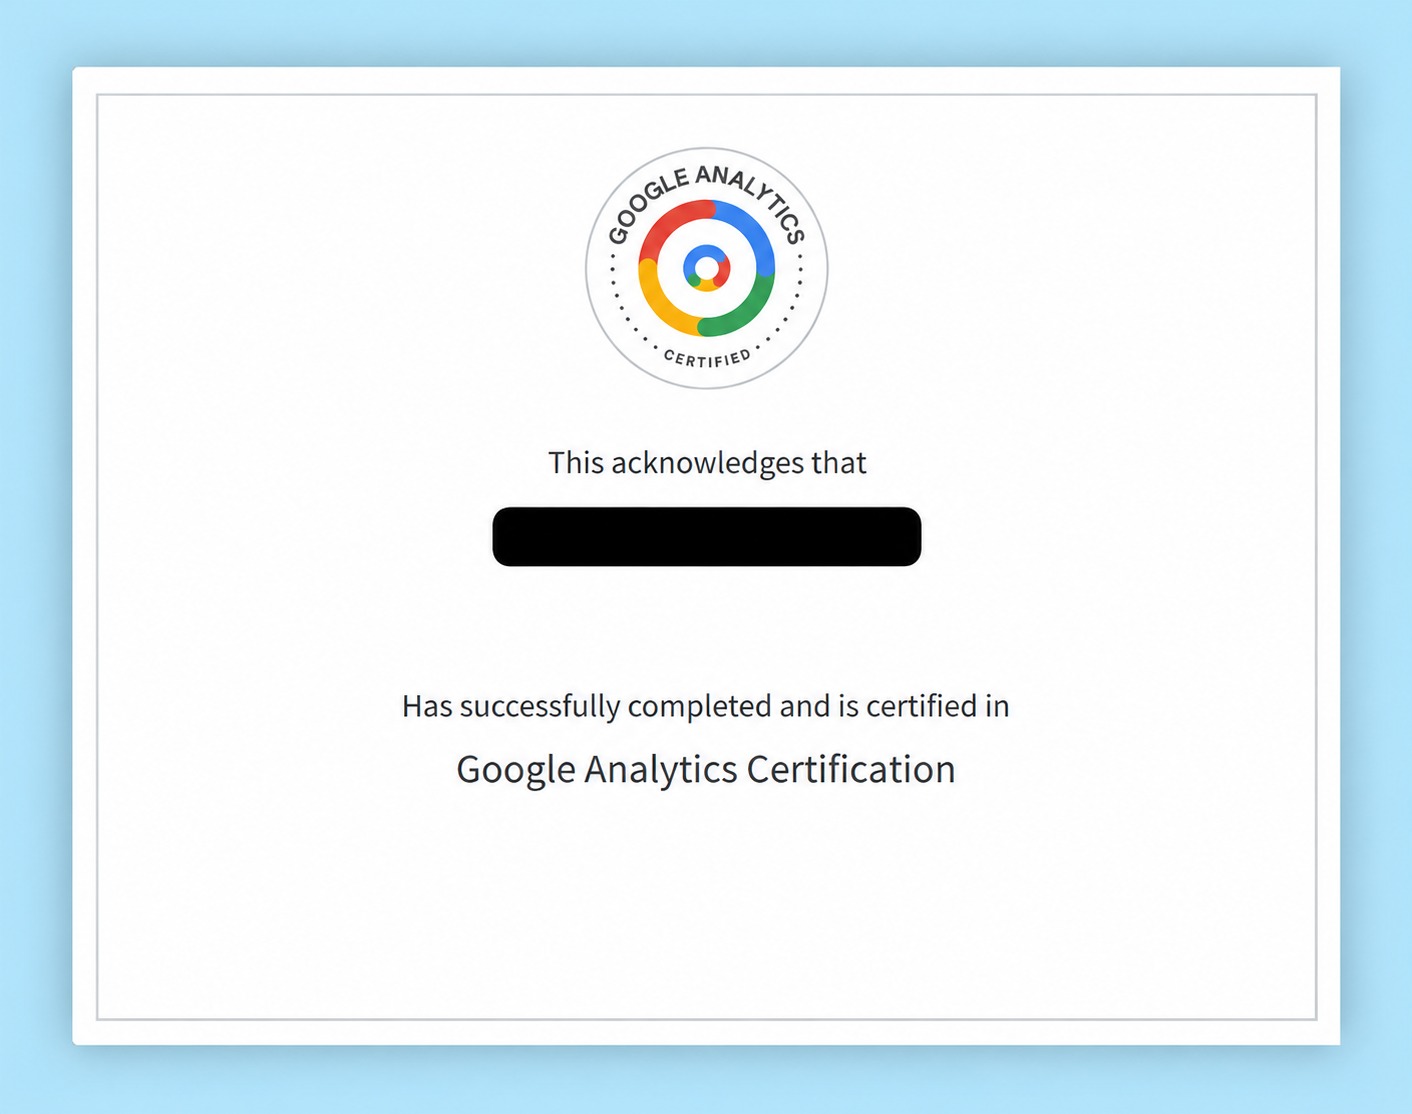 GOOGLE ANALYTICS
CERTIFIED
This acknowledges that
Has successfully completed and is certified in
Google Analytics Certification